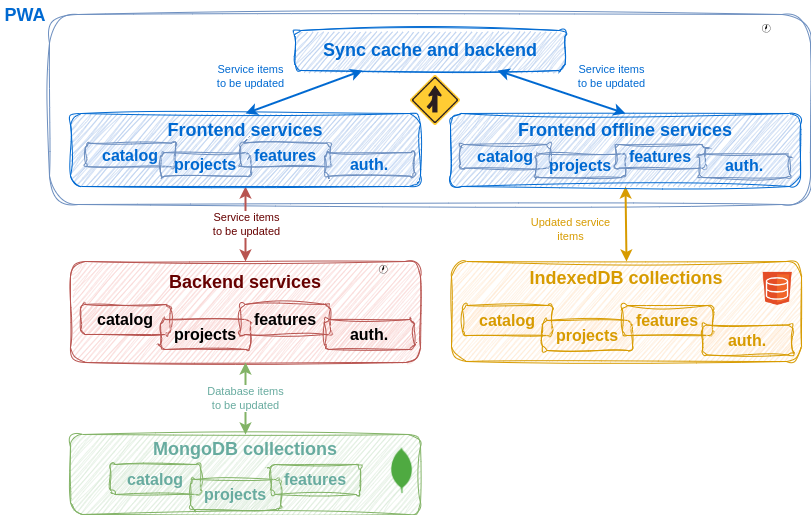 PWA
Sync cache and backend
Service items
to be updated
Service items
to be updated
Frontend services
catalog
projects
features
auth.
Frontend offline services
catalog
projects
features
auth.
Service items
to be updated
Updated service
items
Backend services
catalog
projects
features
auth.
IndexedDB collections
catalog
projects
features
auth.
Database items
to be updated
MongoDB collections
catalog
projects
features